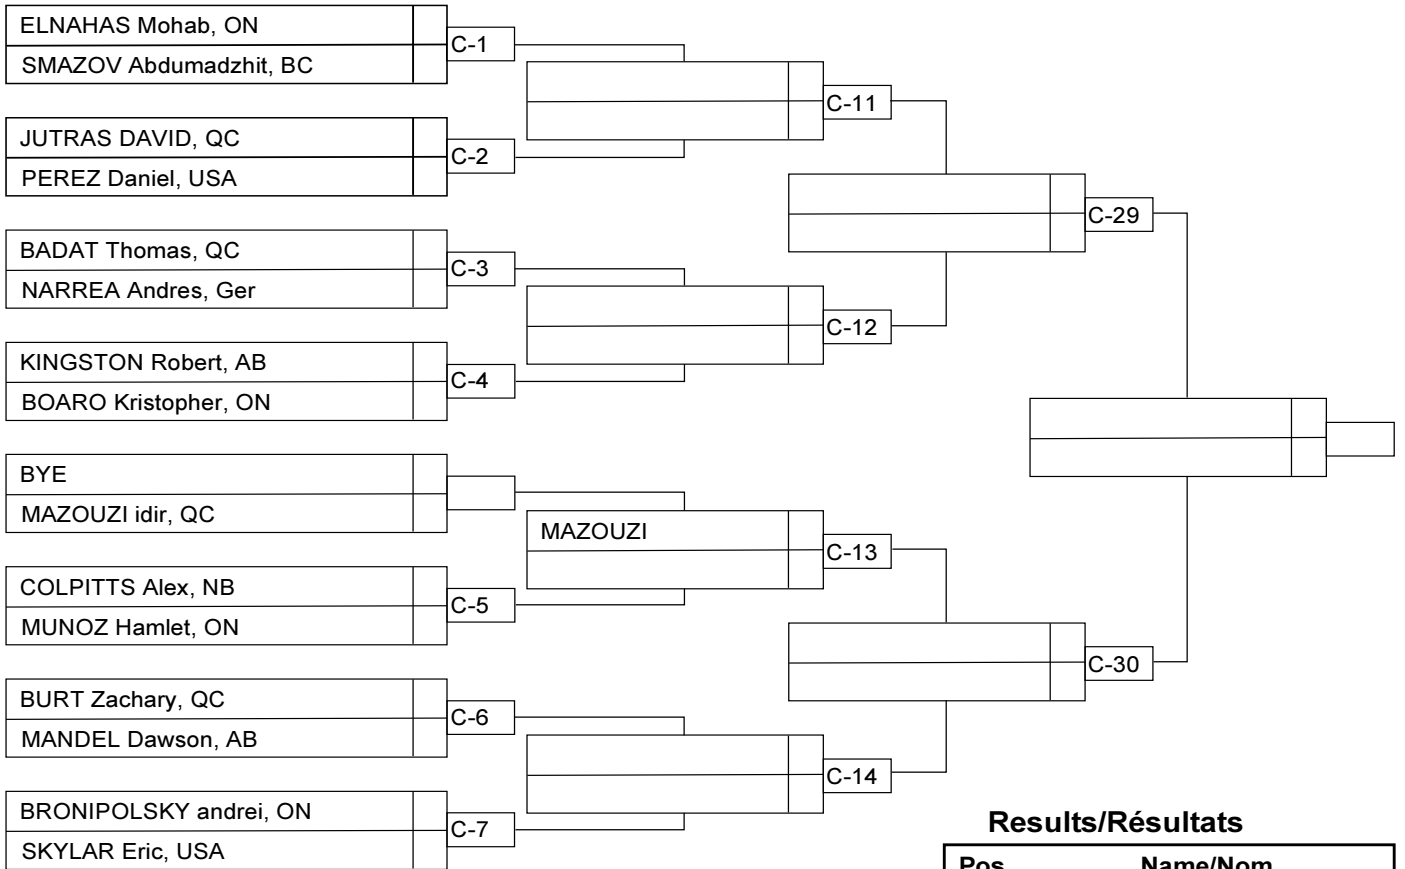 ELNAHAS Mohab, ON
C-1
SMAZOV Abdumadzhit, BC
C-11
JUTRAS DAVID, QC
C-2
PEREZ Daniel, USA
C-29
BADAT Thomas, QC
C-3
NARREA Andres, Ger
C-12
KINGSTON Robert, AB
C-4
BOARO Kristopher, ON
BYE
MAZOUZI idir, QC
MAZOUZI
C-13
COLPITTS Alex, NB
C-5
MUNOZ Hamlet, ON
C-30
BURT Zachary, QC
C-6
MANDEL Dawson, AB
C-14
BRONIPOLSKY andrei, ON
C-7
SKYLAR Eric, USA
Results/Résultats
Pos Name/Nom